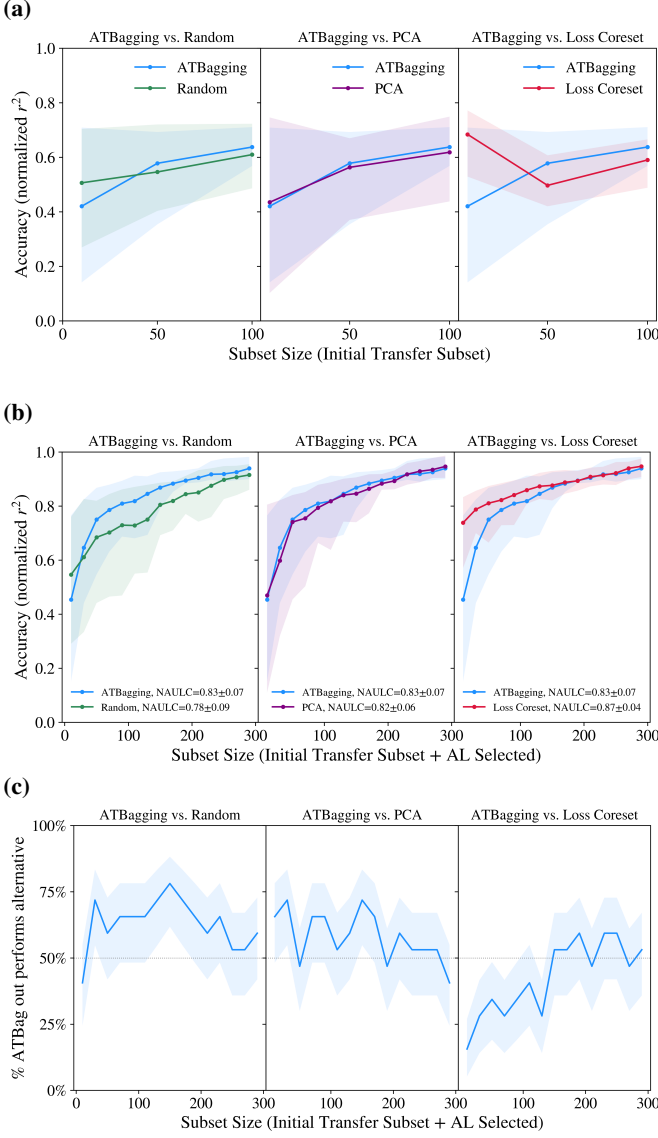 (a)
ATBagging vs. Random
ATBagging vs. PCA
ATBagging vs. Loss Coreset
ATBagging
Random
ATBagging
PCA
ATBagging
Loss Coreset
Accuracy (normalized r²)
1.0
0.8
0.6
0.4
0.2
0.0
0 50 100 50 100 50 100
Subset Size (Initial Transfer Subset)
(b)
ATBagging vs. Random
ATBagging vs. PCA
ATBagging vs. Loss Coreset
Accuracy (normalized r²)
1.0
0.8
0.6
0.4
0.2
0.0
ATBagging, NAULC=0.83±0.07
Random, NAULC=0.78±0.09
ATBagging, NAULC=0.83±0.07
PCA, NAULC=0.82±0.06
ATBagging, NAULC=0.83±0.07
Loss Coreset, NAULC=0.87±0.04
0 100 200 300 100 200 300 100 200 300
Subset Size (Initial Transfer Subset + AL Selected)
(c)
ATBagging vs. Random
ATBagging vs. PCA
ATBagging vs. Loss Coreset
% ATBag out performs alternative
100%
75%
50%
25%
0%
0 100 200 300 100 200 300 100 200 300
Subset Size (Initial Transfer Subset + AL Selected)